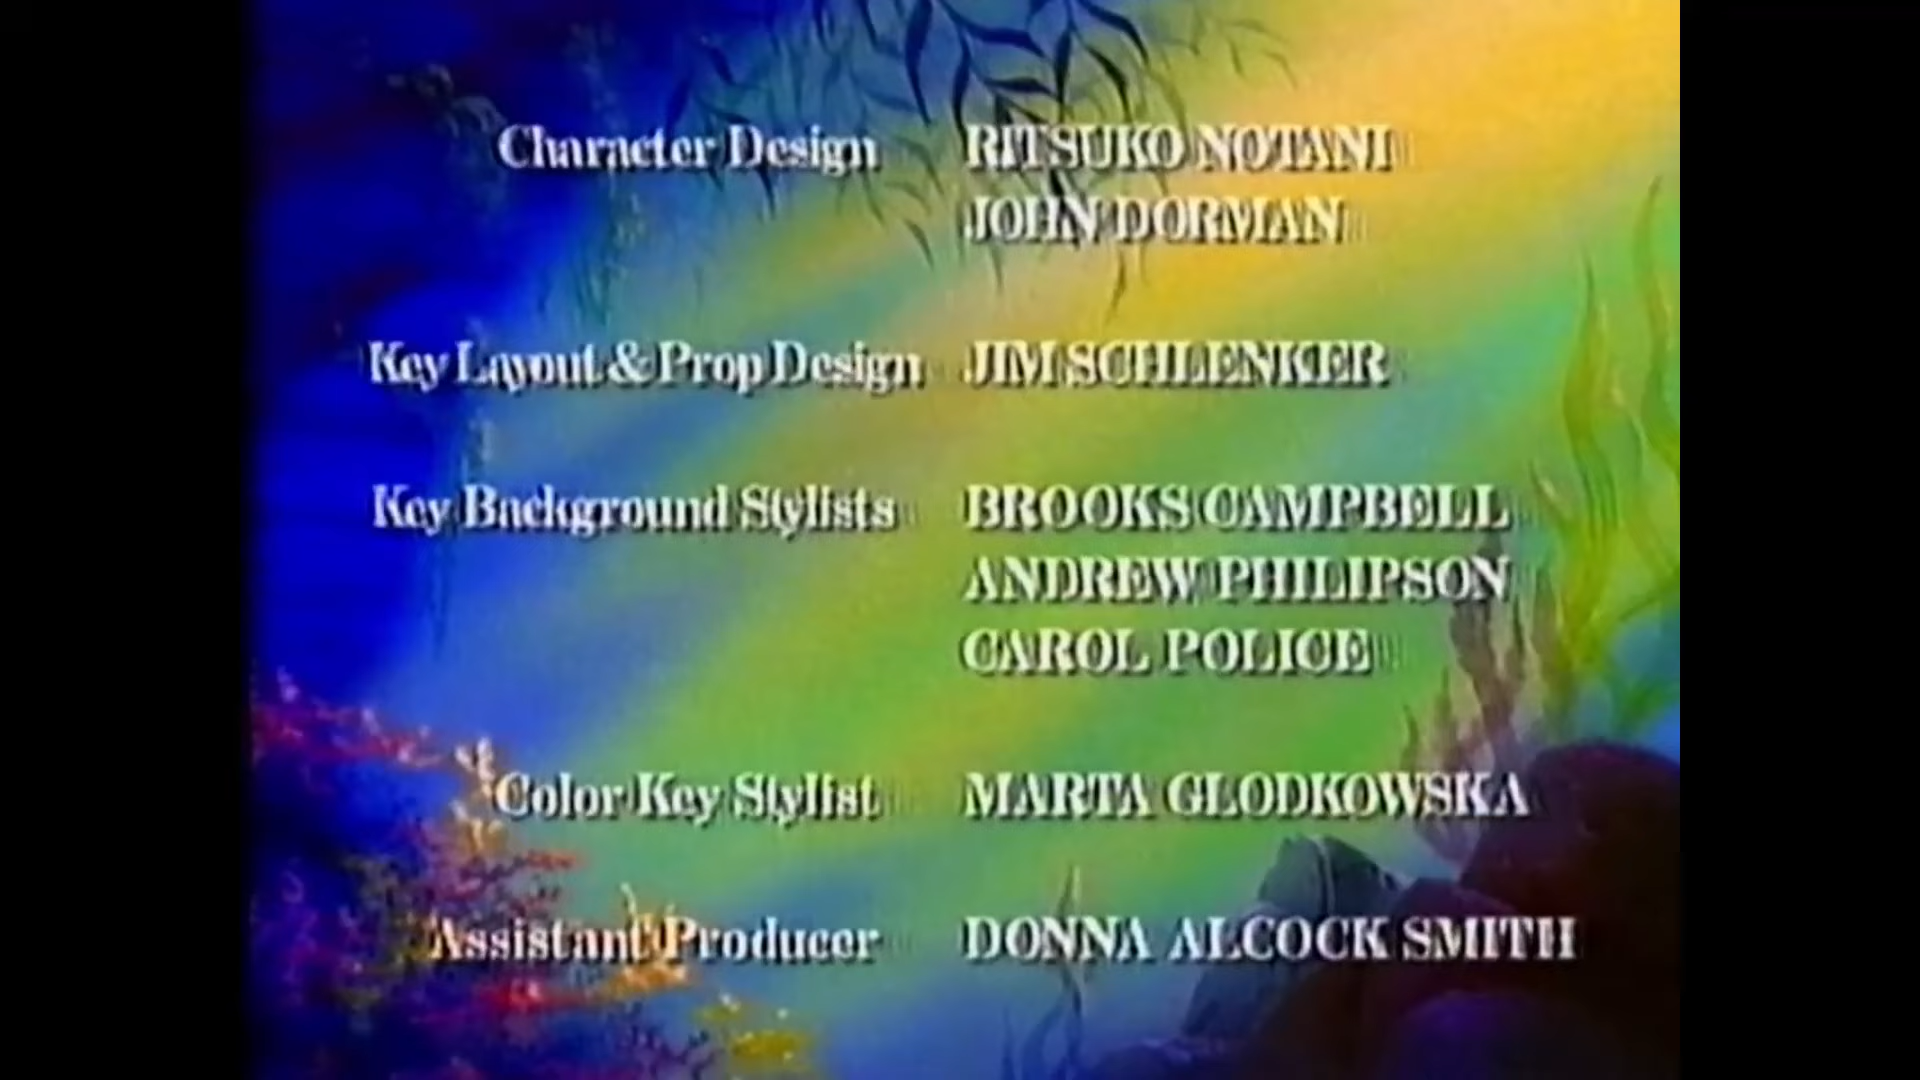 Character Design RITSUKO NOTANI
JOHN DORMAN
Key Layout & Prop Design JIM SCHLENKER
Key Background Stylists BROOKS CAMPBELL
ANDREW PHILIPSON
CAROL POLICE
Color Key Stylist MARTA GLODKOWSKA
Assistant Producer DONNA ALCOCK SMITH